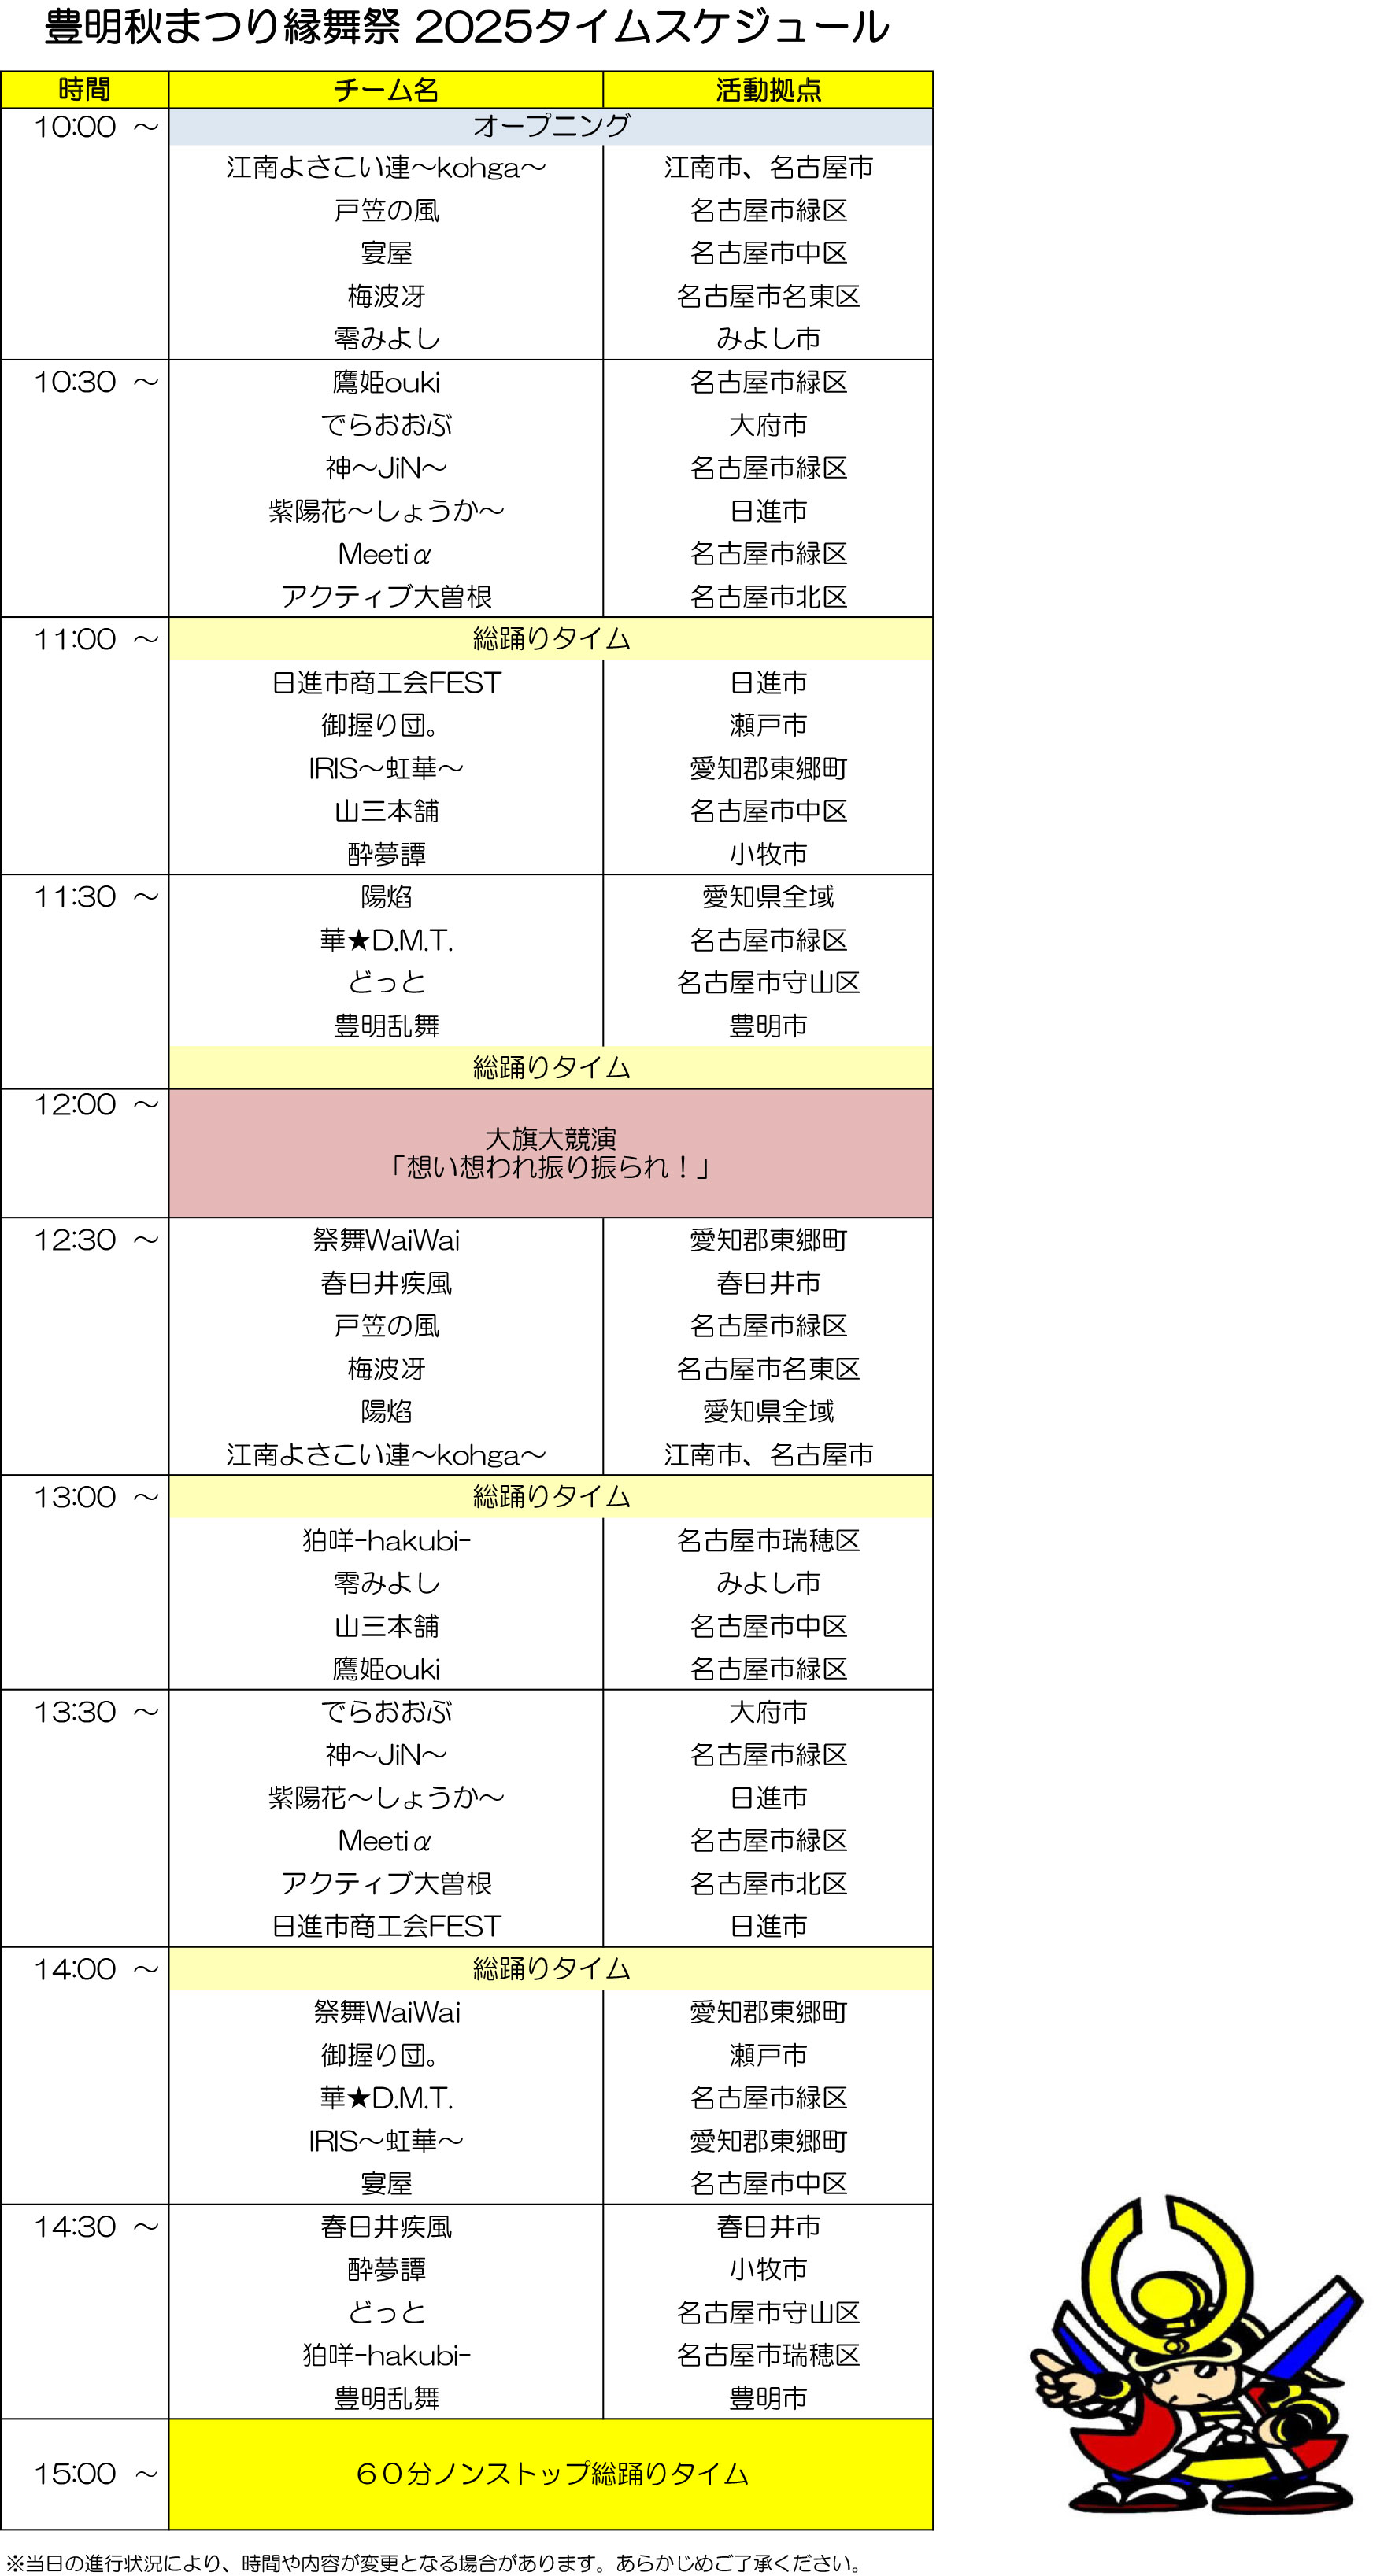 豊明秋まつり縁舞祭 2025タイムスケジュール
時間 チーム名 活動拠点
10:00 ～ オープニング
江南よさこい連～kohga～ 江南市、名古屋市
戸笠の風 名古屋市緑区
宴屋 名古屋市中区
梅波冴 名古屋市名東区
零みよし みよし市
10:30 ～ 鷹姫ouki 名古屋市緑区
でらおおぶ 大府市
神～JiN～ 名古屋市緑区
紫陽花～しょうか～ 日進市
Meetiα 名古屋市緑区
アクティブ大曽根 名古屋市北区
11:00 ～ 総踊りタイム
日進市商工会FEST 日進市
御握り団。 瀬戸市
IRIS～虹華～ 愛知郡東郷町
山三本舗 名古屋市中区
酔夢譚 小牧市
11:30 ～ 陽焰 愛知県全域
華★D.M.T. 名古屋市緑区
どっと 名古屋市守山区
豊明乱舞 豊明市
総踊りタイム
12:00 ～
大旗大競演
「想い想われ振り振られ！」
12:30 ～ 祭舞WaiWai 愛知郡東郷町
春日井疾風 春日井市
戸笠の風 名古屋市緑区
梅波冴 名古屋市名東区
陽焰 愛知県全域
江南よさこい連～kohga～ 江南市、名古屋市
13:00 ～ 総踊りタイム
狛咩-hakubi- 名古屋市瑞穂区
零みよし みよし市
山三本舗 名古屋市中区
鷹姫ouki 名古屋市緑区
13:30 ～ でらおおぶ 大府市
神～JiN～ 名古屋市緑区
紫陽花～しょうか～ 日進市
Meetiα 名古屋市緑区
アクティブ大曽根 名古屋市北区
日進市商工会FEST 日進市
14:00 ～ 総踊りタイム
祭舞WaiWai 愛知郡東郷町
御握り団。 瀬戸市
華★D.M.T. 名古屋市緑区
IRIS～虹華～ 愛知郡東郷町
宴屋 名古屋市中区
14:30 ～ 春日井疾風 春日井市
酔夢譚 小牧市
どっと 名古屋市守山区
狛咩-hakubi- 名古屋市瑞穂区
豊明乱舞 豊明市
15:00 ～ ６０分ノンストップ総踊りタイム
※当日の進行状況により、時間や内容が変更となる場合があります。あらかじめご了承ください。